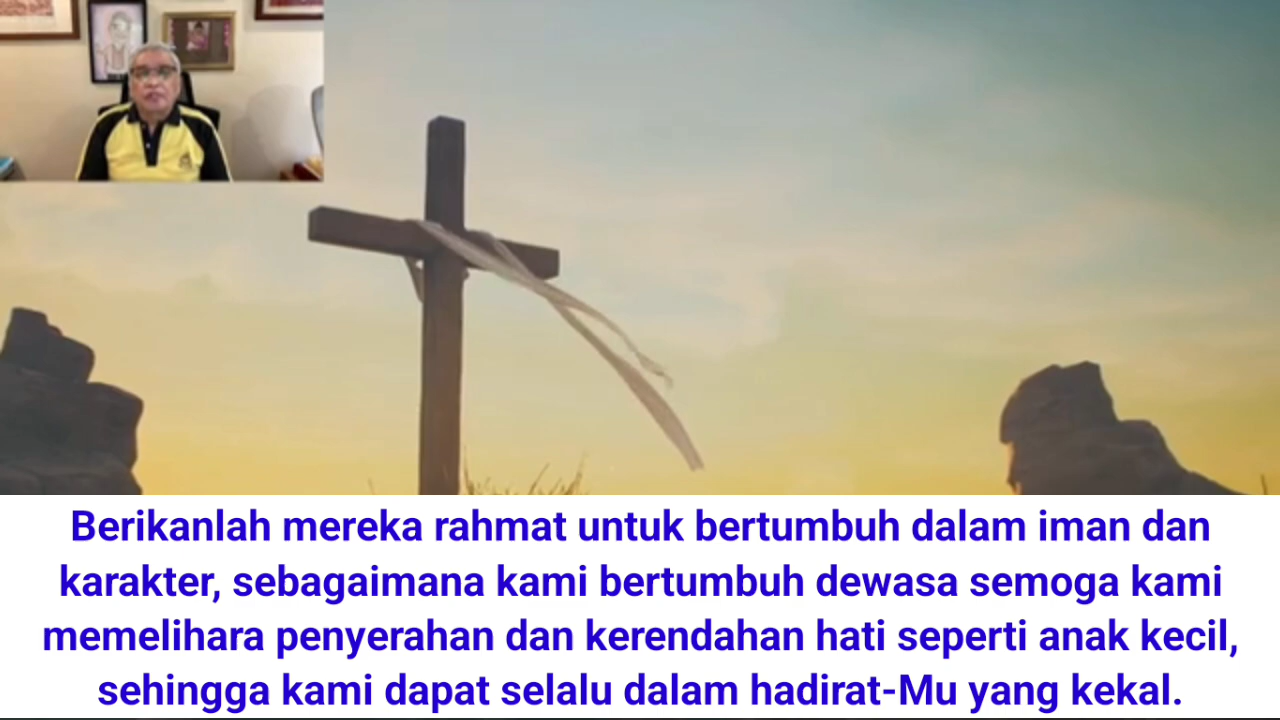 Berikanlah mereka rahmat untuk bertumbuh dalam iman dan
karakter, sebagaimana kami bertumbuh dewasa semoga kami
memelihara penyerahan dan kerendahan hati seperti anak kecil,
sehingga kami dapat selalu dalam hadirat-Mu yang kekal.